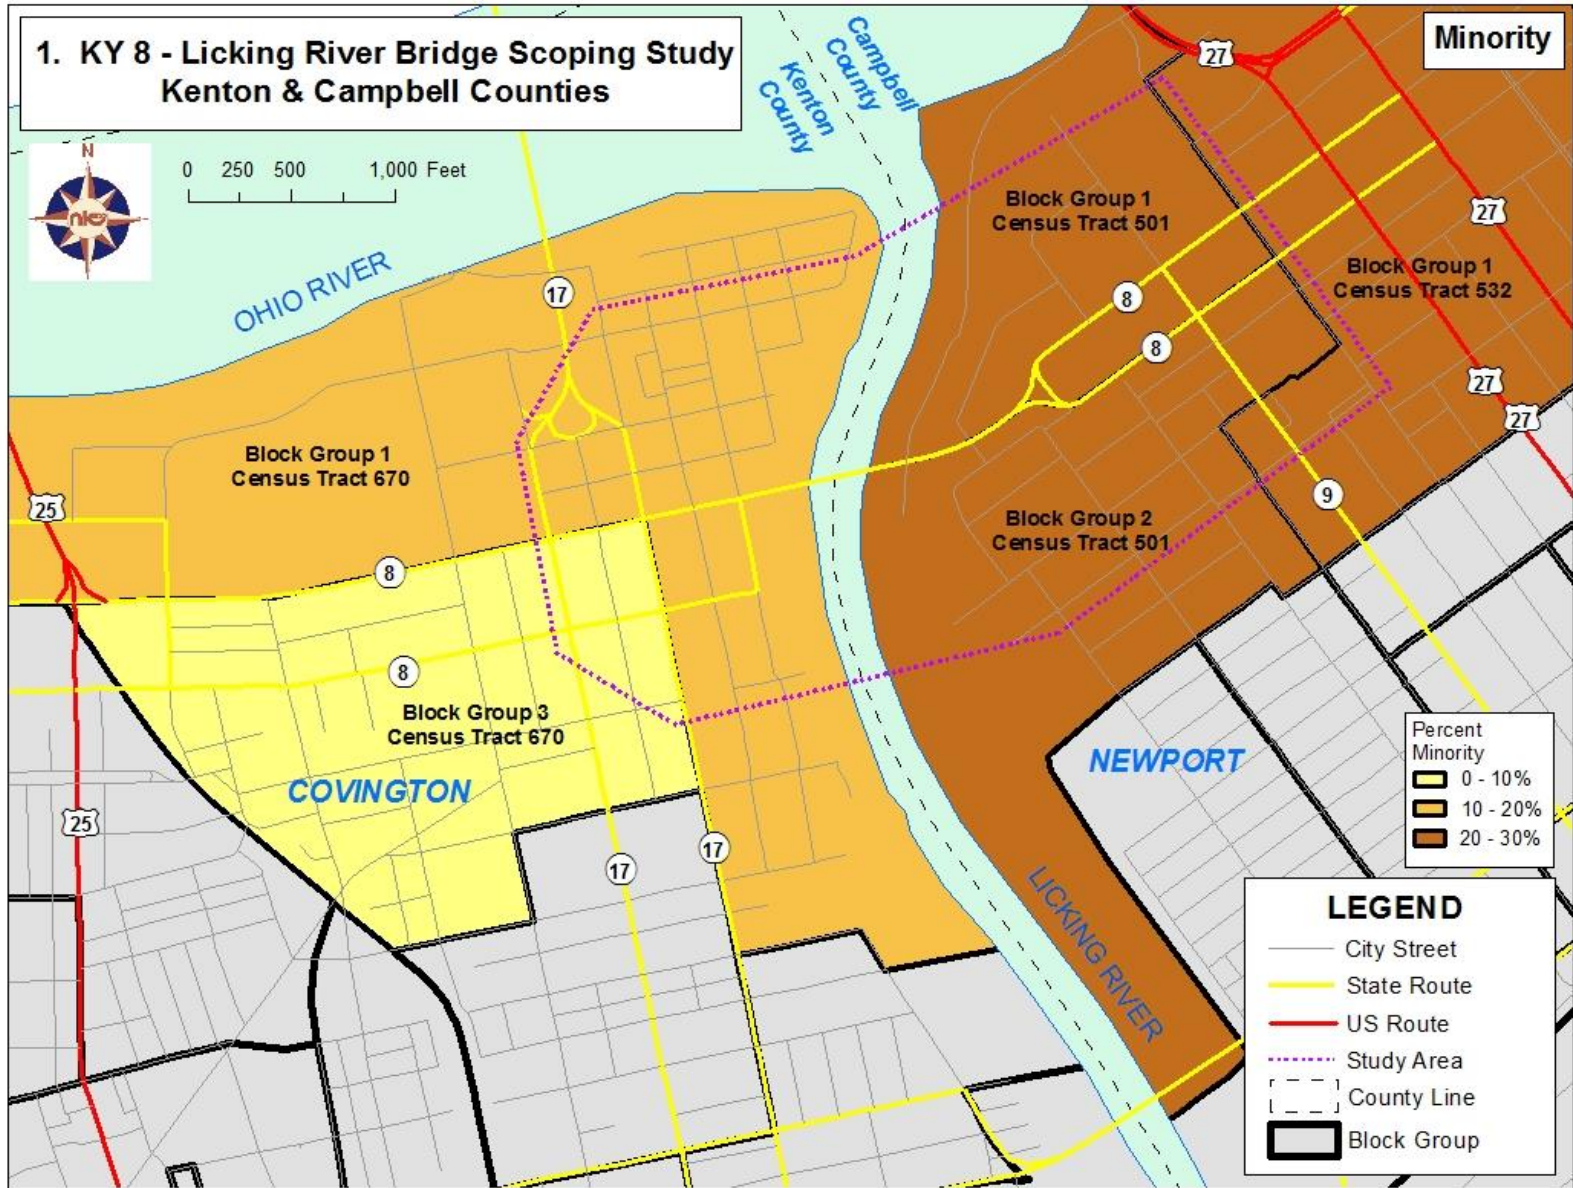 1. KY 8 - Licking River Bridge Scoping Study
Kenton & Campbell Counties
Minority
N
0 250 500 1,000 Feet
Campbell
County
Kenton
County
27
OHIO RIVER
17
Block Group 1
Census Tract 501
27
Block Group 1
Census Tract 532
8
8
27
27
Block Group 1
Census Tract 670
25
9
Block Group 2
Census Tract 501
8
8
Block Group 3
Census Tract 670
COVINGTON
NEWPORT
Percent
Minority
0 - 10%
10 - 20%
20 - 30%
25
17
17
LICKING RIVER
LEGEND
City Street
State Route
US Route
Study Area
County Line
Block Group